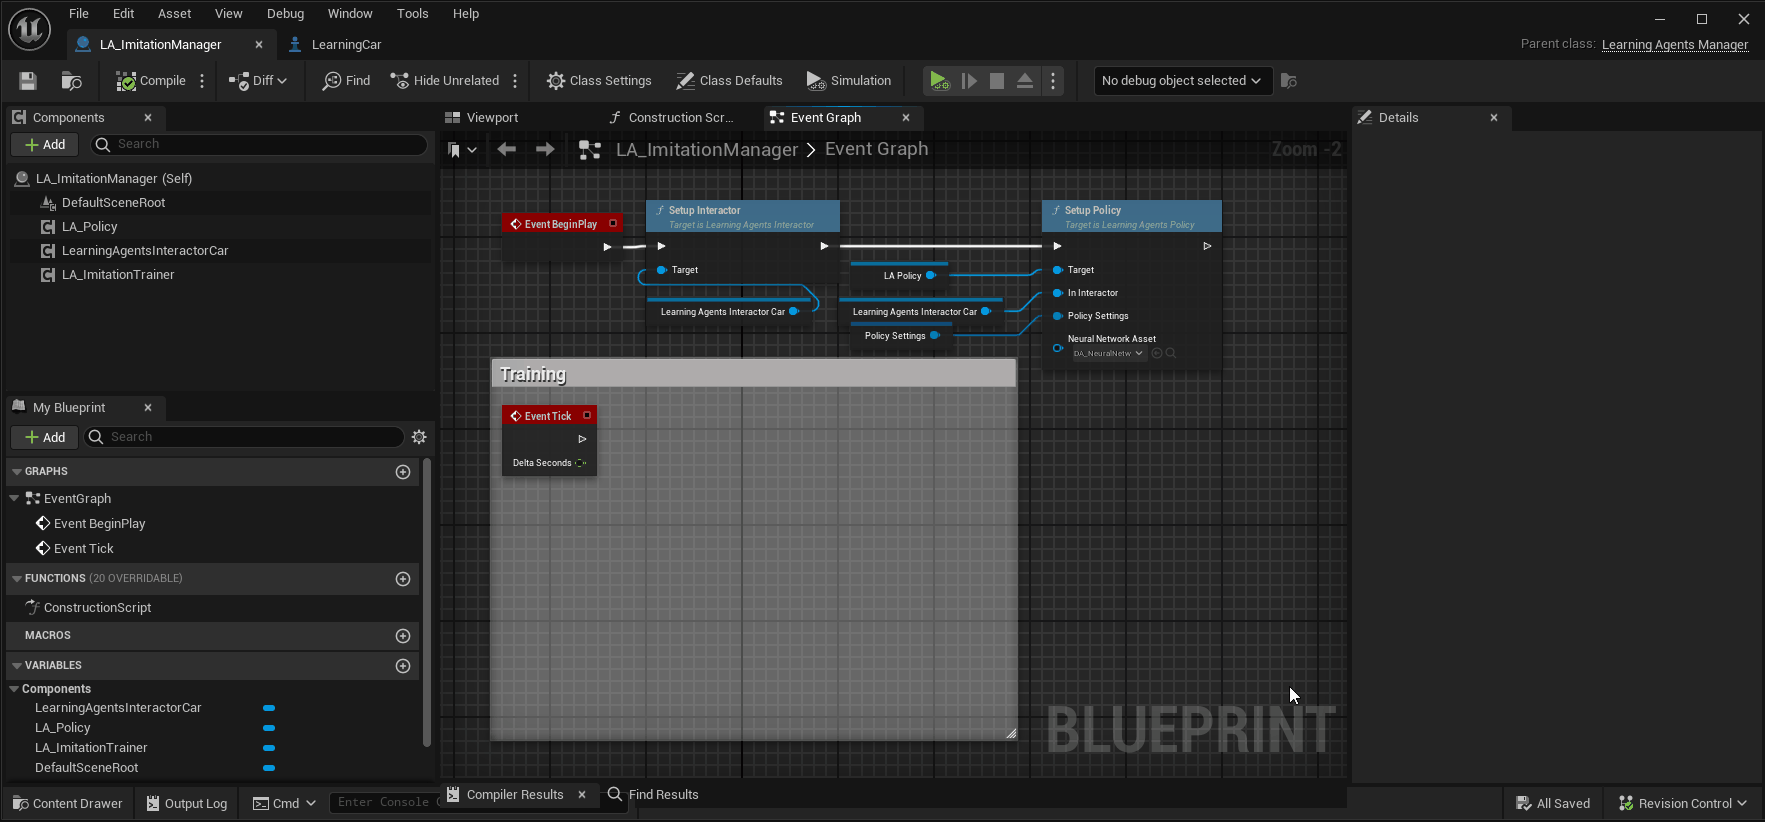 File Edit Asset View Debug Window Tools Help
LA_ImitationManager LearningCar
Parent class: Learning Agents Manager
Compile Diff Find Hide Unrelated Class Settings Class Defaults Simulation No debug object selected
Components
Add Search
LA_ImitationManager (Self)
DefaultSceneRoot
LA_Policy
LearningAgentsInteractorCar
LA_ImitationTrainer
My Blueprint
Add Search
GRAPHS
EventGraph
Event BeginPlay
Event Tick
FUNCTIONS (20 OVERRIDABLE)
ConstructionScript
MACROS
VARIABLES
Components
LearningAgentsInteractorCar
LA_Policy
LA_ImitationTrainer
DefaultSceneRoot
Viewport Construction Scr... Event Graph
LA_ImitationManager > Event Graph
Zoom -2
Event BeginPlay
Setup Interactor
Target is Learning Agents Interactor
Target
Learning Agents Interactor Car
LA Policy
Learning Agents Interactor Car
Policy Settings
Setup Policy
Target is Learning Agents Policy
Target
In Interactor
Policy Settings
Neural Network Asset
DA_NeuralNetw
Training
Event Tick
Delta Seconds
BLUEPRINT
Details
Compiler Results Find Results
Content Drawer Output Log Cmd Enter Console C
All Saved Revision Control